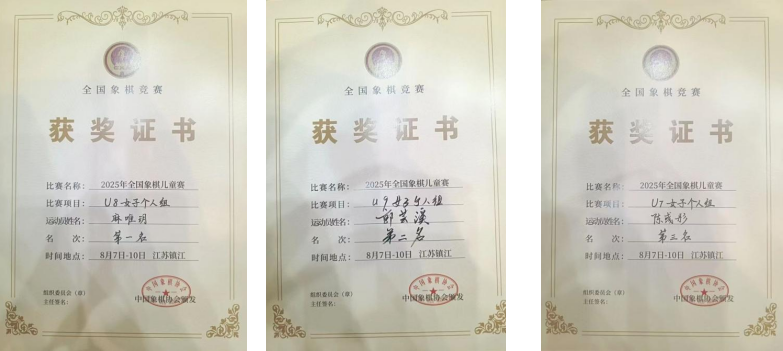 全国象棋竞赛
获奖证书
比赛名称： 2025年全国象棋儿童赛
比赛项目： U8女子个人组
运动员姓名： 麻唯玥
名 次： 第一名
时间地点： 8月7日-10日 江苏镇江
组织委员会（章）
主任签名：
中国象棋协会颁发
全国象棋竞赛
获奖证书
比赛名称： 2025年全国象棋儿童赛
比赛项目： U9女子个人组
运动员姓名： 郎芸溪
名 次： 第二名
时间地点： 8月7日-10日 江苏镇江
组织委员会（章）
主任签名：
中国象棋协会颁发
全国象棋竞赛
获奖证书
比赛名称： 2025年全国象棋儿童赛
比赛项目： U7女子个人组
运动员姓名： 陈彧彤
名 次： 第三名
时间地点： 8月7日-10日 江苏镇江
组织委员会（章）
主任签名：
中国象棋协会颁发